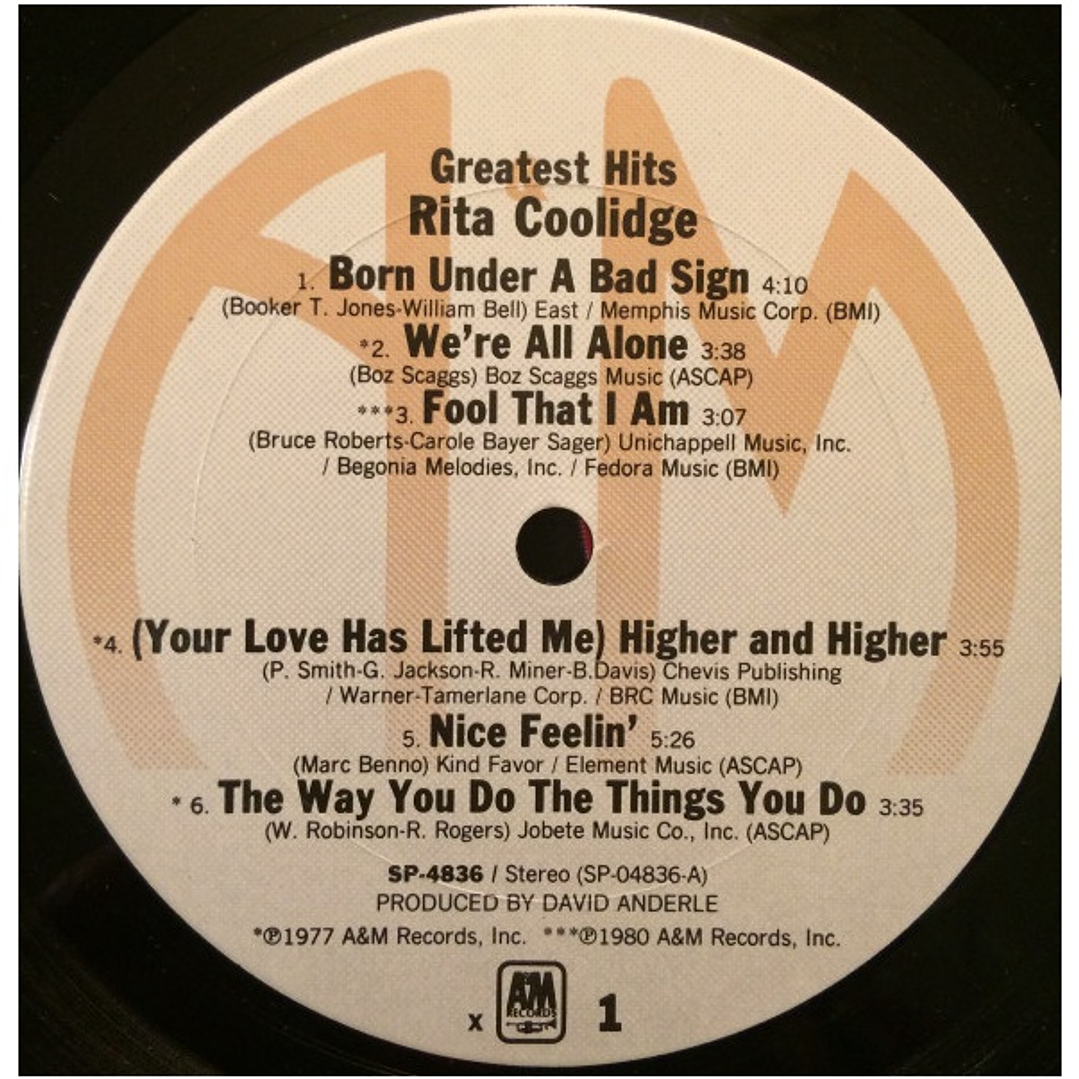 Greatest Hits
Rita Coolidge
1. Born Under A Bad Sign 4:10
(Booker T. Jones-William Bell) East / Memphis Music Corp. (BMI)
*2. We're All Alone 3:38
(Boz Scaggs) Boz Scaggs Music (ASCAP)
***3. Fool That I Am 3:07
(Bruce Roberts-Carole Bayer Sager) Unichappell Music, Inc.
/ Begonia Melodies, Inc. / Fedora Music (BMI)
*4. (Your Love Has Lifted Me) Higher and Higher 3:55
(P. Smith-G. Jackson-R. Miner-B.Davis) Chevis Publishing
/ Warner-Tamerlane Corp. / BRC Music (BMI)
5. Nice Feelin' 5:26
(Marc Benno) Kind Favor / Element Music (ASCAP)
* 6. The Way You Do The Things You Do 3:35
(W. Robinson-R. Rogers) Jobete Music Co., Inc. (ASCAP)
SP-4836 / Stereo (SP-04836-A)
PRODUCED BY DAVID ANDERLE
*℗1977 A&M Records, Inc. ***℗1980 A&M Records, Inc.
x A&M RECORDS 1